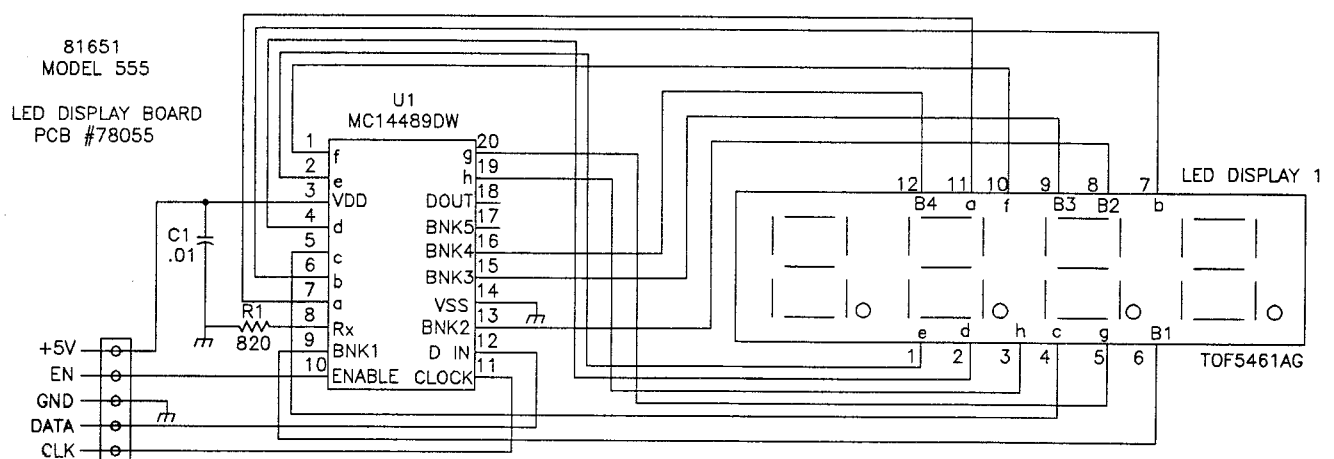 81651
MODEL 555
LED DISPLAY BOARD
PCB #78055
U1
MC14489DW
1
f
2
e
3
VDD
4
d
5
c
6
b
7
a
8
Rx
9
BNK1
10
ENABLE
20
g
19
h
18
DOUT
17
BNK5
16
BNK4
15
BNK3
14
VSS
13
BNK2
12
D IN
11
CLOCK
C1
.01
R1
820
+5V
EN
GND
DATA
CLK
LED DISPLAY 1
12 11 10 9 8 7
B4 a f B3 B2 b
e d h c g B1
1 2 3 4 5 6
TOF5461AG